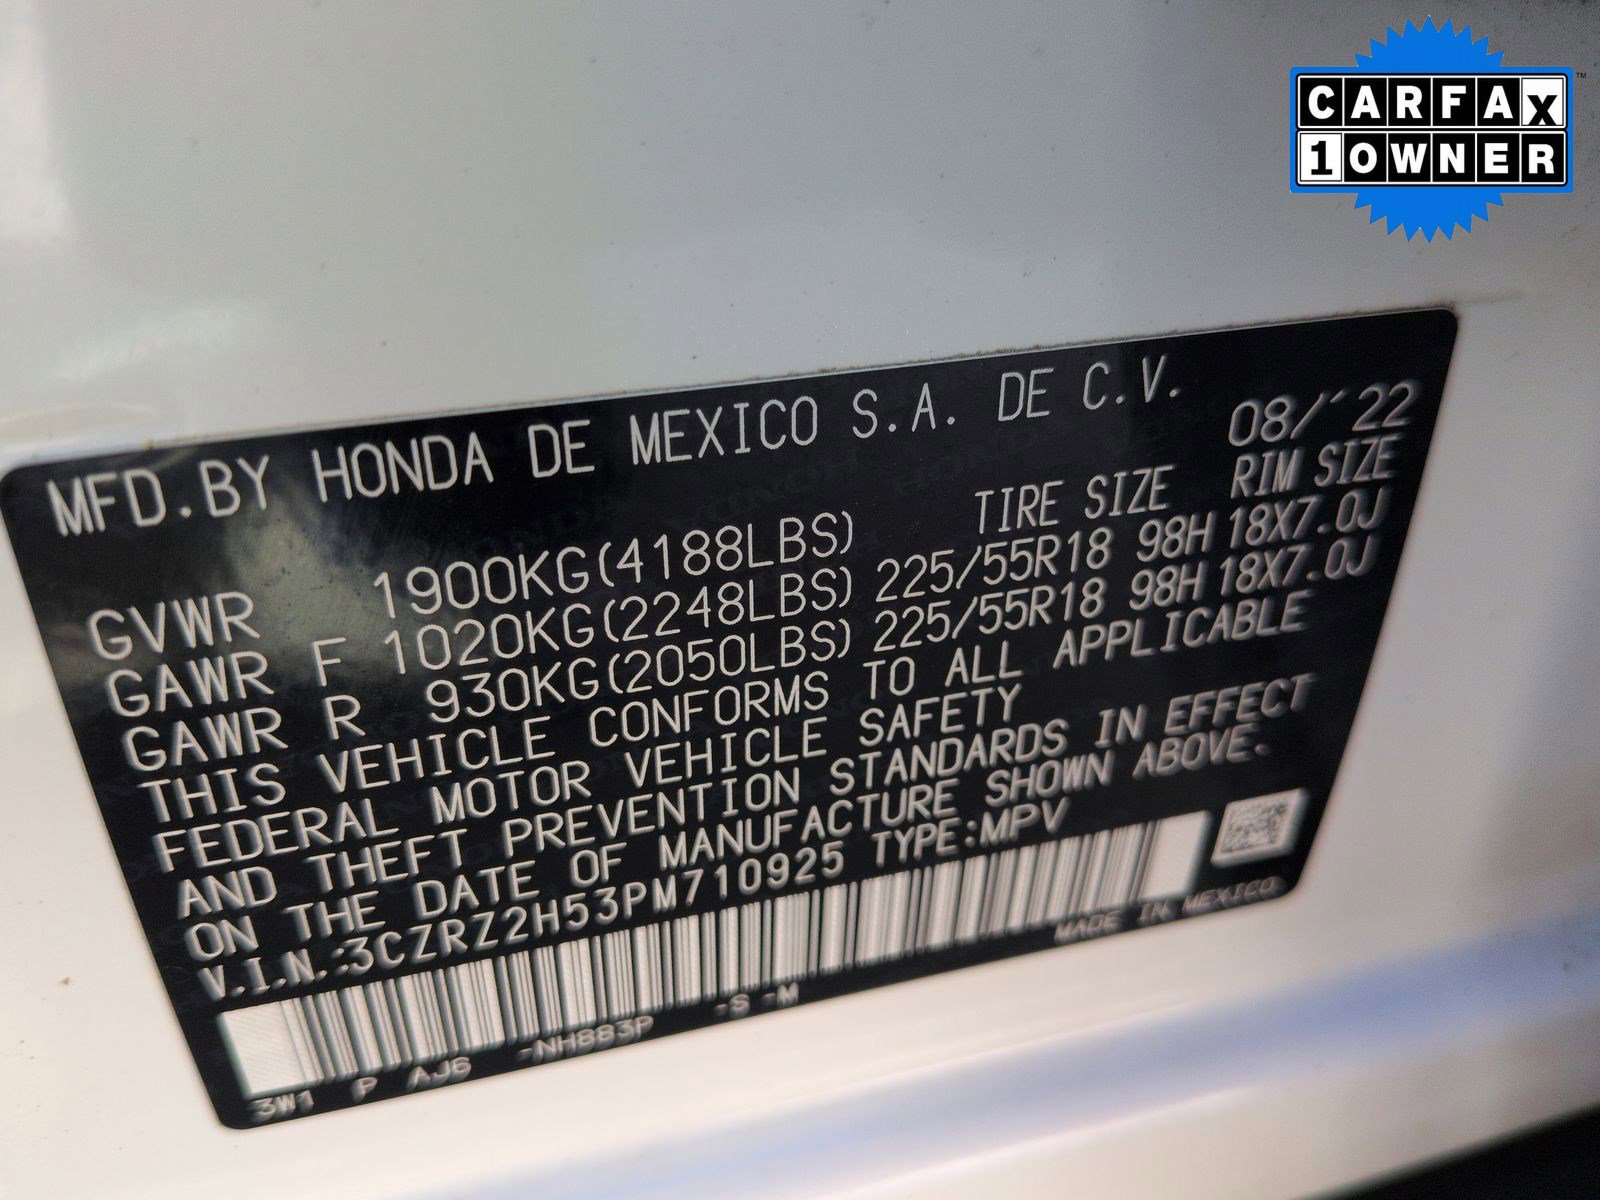 CARFAX™
1 OWNER
MFD. BY HONDA DE MEXICO S.A. DE C.V.
08/´22
TIRE SIZE RIM SIZE
GVWR 1900KG(4188LBS)
GAWR F 1020KG(2248LBS) 225/55R18 98H 18X7.0J
GAWR R 930KG(2050LBS) 225/55R18 98H 18X7.0J
THIS VEHICLE CONFORMS TO ALL APPLICABLE
FEDERAL MOTOR VEHICLE SAFETY
AND THEFT PREVENTION STANDARDS IN EFFECT
ON THE DATE OF MANUFACTURE SHOWN ABOVE.
V.I.N.:3CZRZ2H53PM710925 TYPE:MPV
3W1 P AJ6 -NH883P -S -M
MADE IN MEXICO